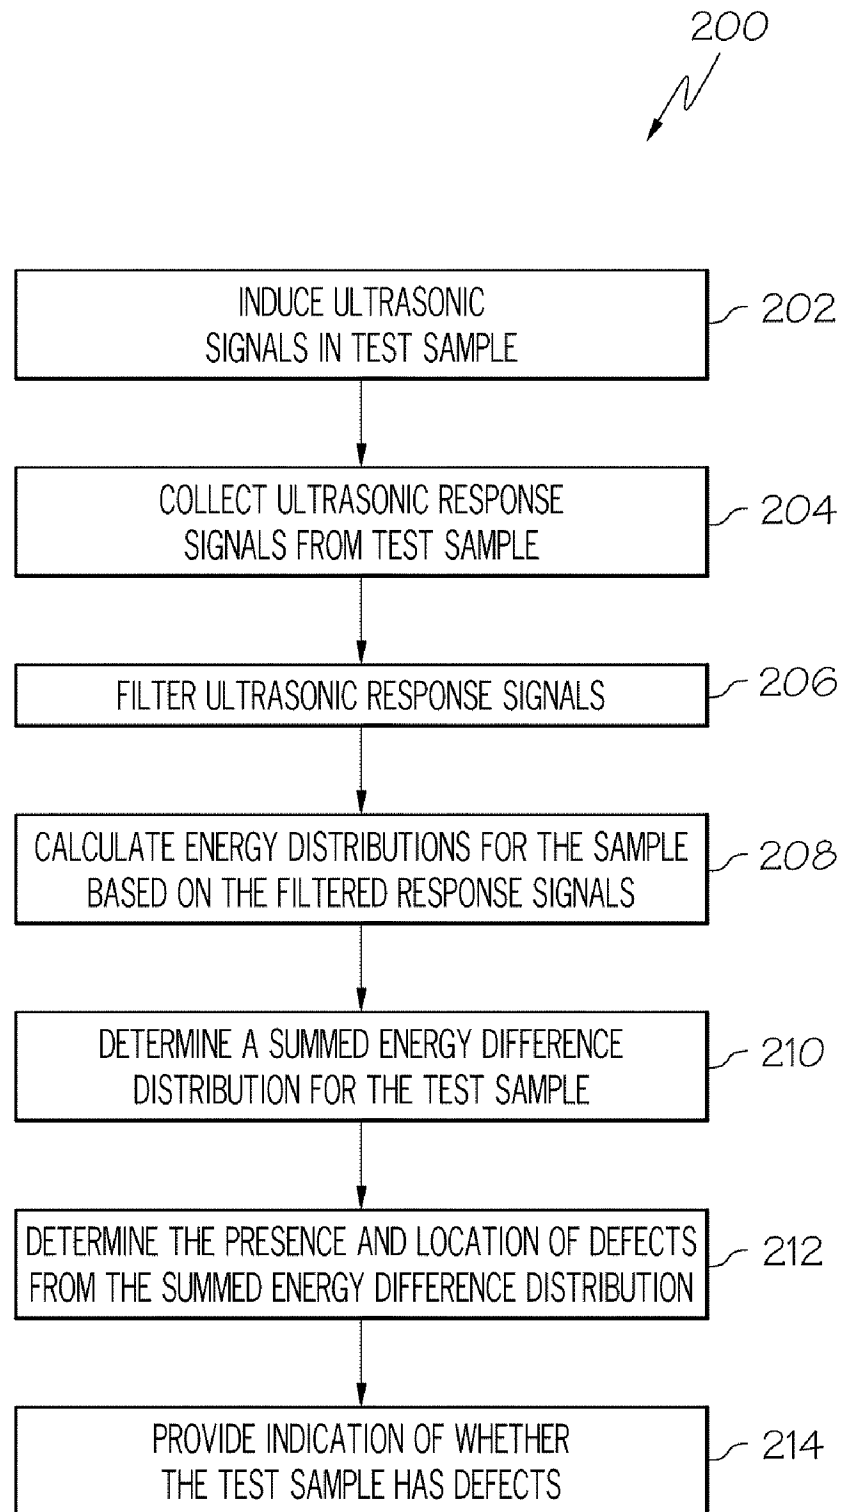 200
INDUCE ULTRASONIC
SIGNALS IN TEST SAMPLE
202
COLLECT ULTRASONIC RESPONSE
SIGNALS FROM TEST SAMPLE
204
FILTER ULTRASONIC RESPONSE SIGNALS
206
CALCULATE ENERGY DISTRIBUTIONS FOR THE SAMPLE
BASED ON THE FILTERED RESPONSE SIGNALS
208
DETERMINE A SUMMED ENERGY DIFFERENCE
DISTRIBUTION FOR THE TEST SAMPLE
210
DETERMINE THE PRESENCE AND LOCATION OF DEFECTS
FROM THE SUMMED ENERGY DIFFERENCE DISTRIBUTION
212
PROVIDE INDICATION OF WHETHER
THE TEST SAMPLE HAS DEFECTS
214